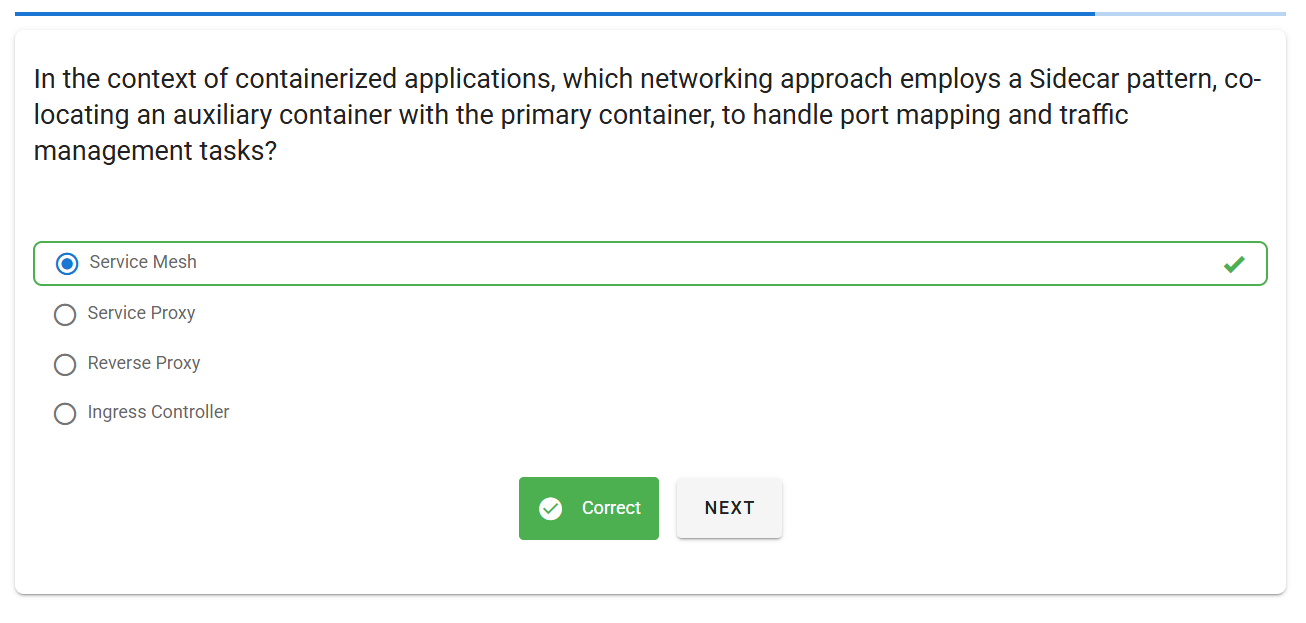 In the context of containerized applications, which networking approach employs a Sidecar pattern, co-
locating an auxiliary container with the primary container, to handle port mapping and traffic
management tasks?
Service Mesh
Service Proxy
Reverse Proxy
Ingress Controller
Correct
NEXT